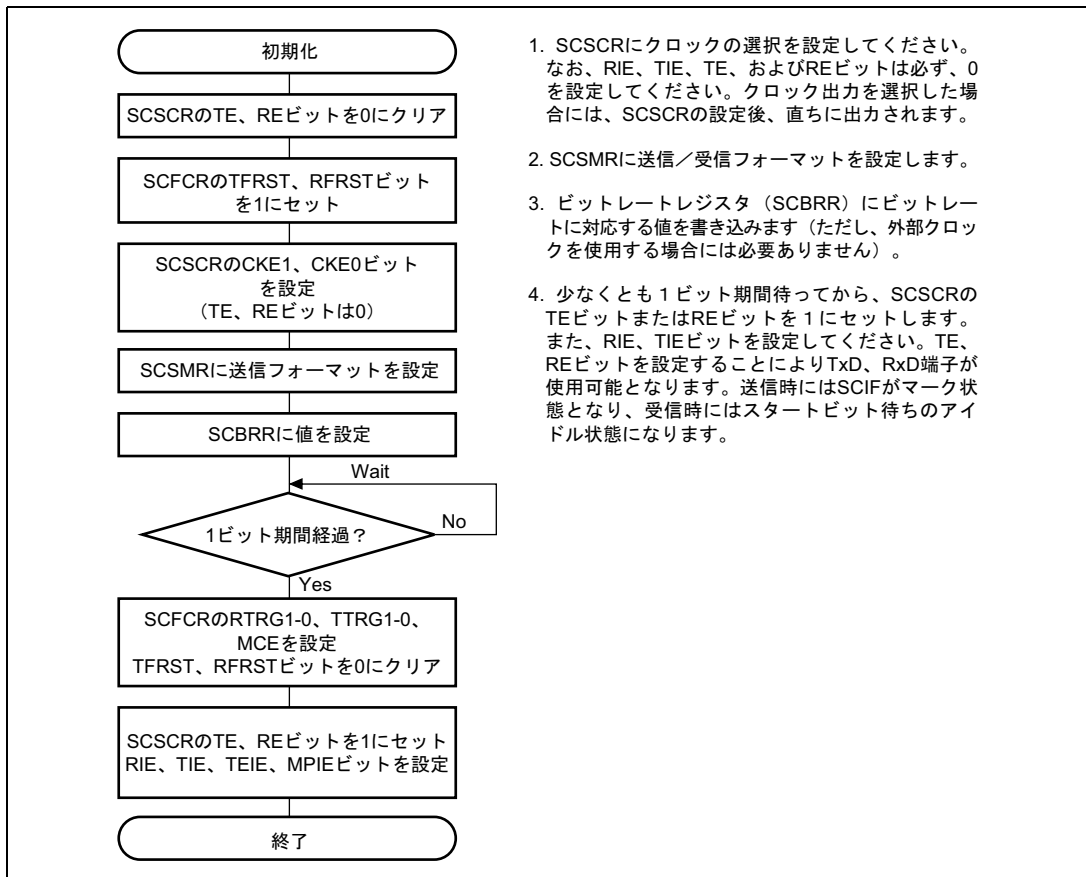 初期化
SCSCRのTE、REビットを0にクリア
SCFCRのTFRST、RFRSTビット
を1にセット
SCSCRのCKE1、CKE0ビット
を設定
（TE、REビットは0）
SCSMRに送信フォーマットを設定
SCBRRに値を設定
Wait
1ビット期間経過？
No
Yes
SCFCRのRTRG1-0、TTRG1-0、
MCEを設定
TFRST、RFRSTビットを0にクリア
SCSCRのTE、REビットを1にセット
RIE、TIE、TEIE、MPIEビットを設定
終了
1. SCSCRにクロックの選択を設定してください。
なお、RIE、TIE、TE、およびREビットは必ず、0
を設定してください。クロック出力を選択した場
合には、SCSCRの設定後、直ちに出力されます。
2. SCSMRに送信／受信フォーマットを設定します。
3. ビットレートレジスタ（SCBRR）にビットレー
トに対応する値を書き込みます（ただし、外部クロッ
クを使用する場合には必要ありません）。
4. 少なくとも１ビット期間待ってから、SCSCRの
TEビットまたはREビットを１にセットします。
また、RIE、TIEビットを設定してください。TE、
REビットを設定することによりTxD、RxD端子が
使用可能となります。送信時にはSCIFがマーク状
態となり、受信時にはスタートビット待ちのアイ
ドル状態になります。